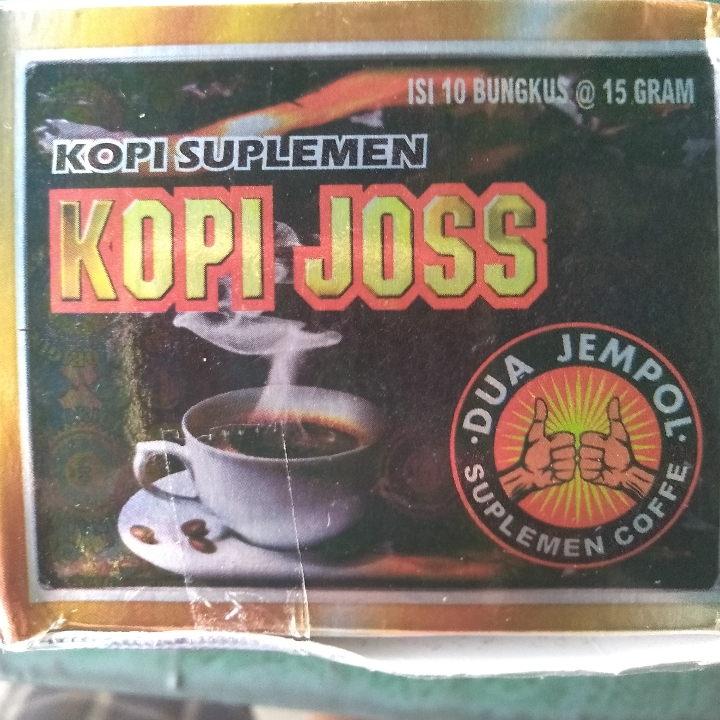 ISI 10 BUNGKUS @ 15 GRAM
KOPI SUPLEMEN
KOPI JOSS
DUA JEMPOL
SUPLEMEN COFFE